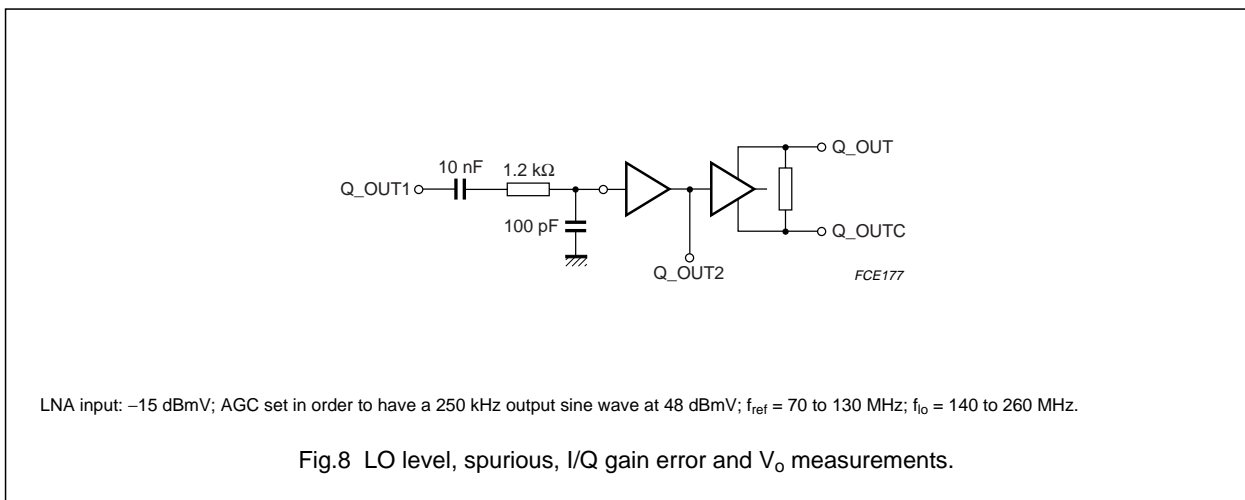 Q_OUT
10 nF
1.2 kΩ
Q_OUT1
100 pF
Q_OUTC
Q_OUT2
FCE177
LNA input: −15 dBmV; AGC set in order to have a 250 kHz output sine wave at 48 dBmV; fref = 70 to 130 MHz; flo = 140 to 260 MHz.
Fig.8 LO level, spurious, I/Q gain error and Vo measurements.